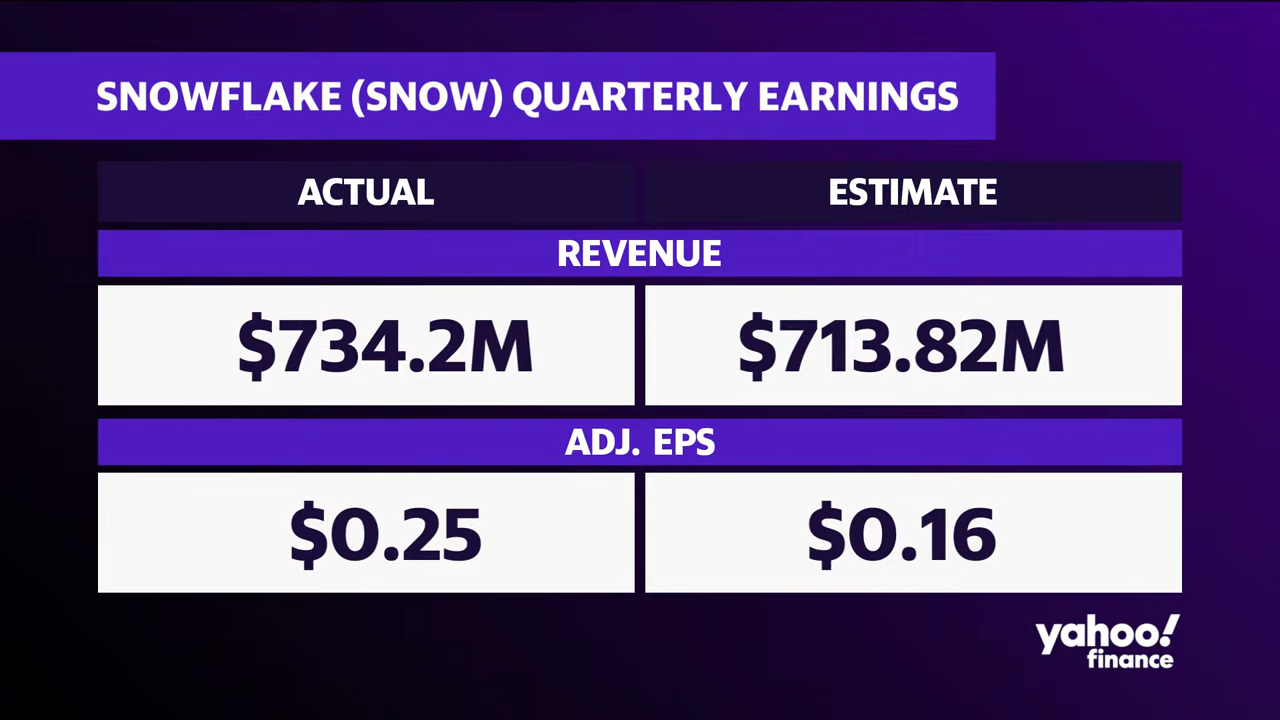 SNOWFLAKE (SNOW) QUARTERLY EARNINGS
ACTUAL ESTIMATE
REVENUE
$734.2M $713.82M
ADJ. EPS
$0.25 $0.16
yahoo!
finance